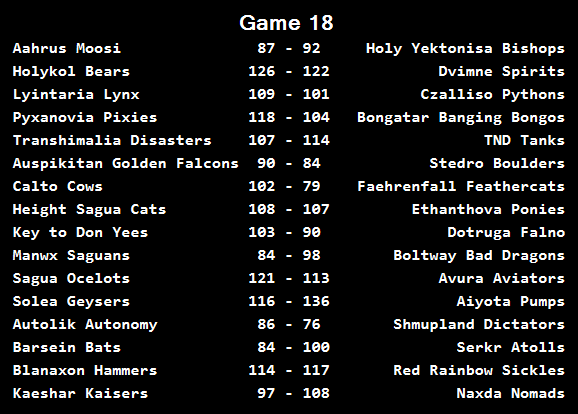 Game 18
Aahrus Moosi 87 - 92 Holy Yektonisa Bishops
Holykol Bears 126 - 122 Dvimne Spirits
Lyintaria Lynx 109 - 101 Czalliso Pythons
Pyxanovia Pixies 118 - 104 Bongatar Banging Bongos
Transhimalia Disasters 107 - 114 TND Tanks
Auspikitan Golden Falcons 90 - 84 Stedro Boulders
Calto Cows 102 - 79 Faehrenfall Feathercats
Height Sagua Cats 108 - 107 Ethanthova Ponies
Key to Don Yees 103 - 90 Dotruga Falno
Manwx Saguans 84 - 98 Boltway Bad Dragons
Sagua Ocelots 121 - 113 Avura Aviators
Solea Geysers 116 - 136 Aiyota Pumps
Autolik Autonomy 86 - 76 Shmupland Dictators
Barsein Bats 84 - 100 Serkr Atolls
Blanaxon Hammers 114 - 117 Red Rainbow Sickles
Kaeshar Kaisers 97 - 108 Naxda Nomads